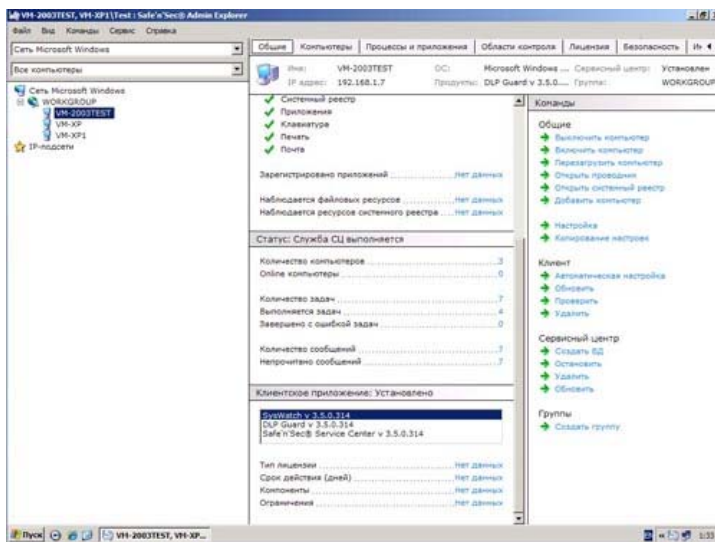 VM-2003TEST, VM-XP1\Test : Safe'n'Sec® Admin Explorer
Файл Вид Команды Сервис Справка
Сеть Microsoft Windows
Все компьютеры
Сеть Microsoft Windows
WORKGROUP
VM-2003TEST
VM-XP
VM-XP1
IP-подсети
Общие Компьютеры Процессы и приложения Области контроля Лицензия Безопасность
Имя: VM-2003TEST ОС: Microsoft Windows ... Сервисный центр: Установлен
IP адрес: 192.168.1.7 Продукты: DLP Guard v 3.5.0.... Группа: WORKGROUP
Системный реестр
Приложения
Клавиатура
Печать
Почта
Зарегистрировано приложений Нет данных
Наблюдается файловых ресурсов Нет данных
Наблюдается ресурсов системного реестра Нет данных
Статус: Служба СЦ выполняется
Количество компьютеров 3
Online компьютеры 0
Количество задач 7
Выполняется задач 4
Завершено с ошибкой задач 0
Количество сообщений 7
Непрочитано сообщений 7
Клиентское приложение: Установлено
SysWatch v 3.5.0.314
DLP Guard v 3.5.0.314
Safe'n'Sec® Service Center v 3.5.0.314
Тип лицензии Нет данных
Срок действия (дней) Нет данных
Компоненты Нет данных
Ограничения Нет данных
Команды
Общие
Выключить компьютер
Включить компьютер
Перезагрузить компьютер
Открыть проводник
Открыть системный реестр
Добавить компьютер
Настройка
Копирование настроек
Клиент
Автоматическая настройка
Обновить
Проверить
Удалить
Сервисный центр
Создать БД
Остановить
Удалить
Обновить
Группы
Создать группу
Пуск VM-2003TEST, VM-XP... 1:33